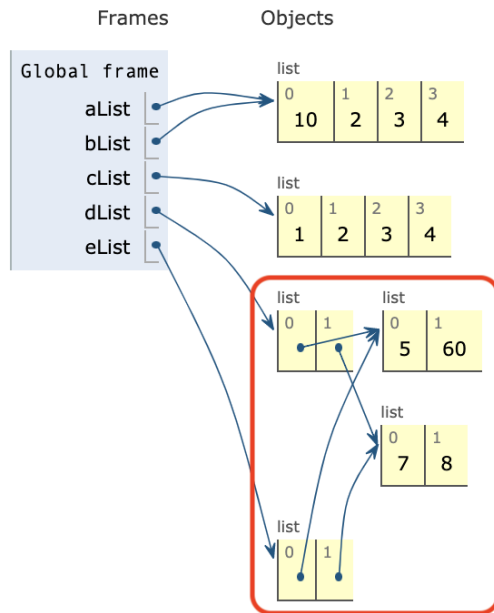 Frames Objects
Global frame
aList
bList
cList
dList
eList
list
0 1 2 3
10 2 3 4
list
0 1 2 3
1 2 3 4
list list
0 1 0 1
5 60
list
0 1
7 8
list
0 1